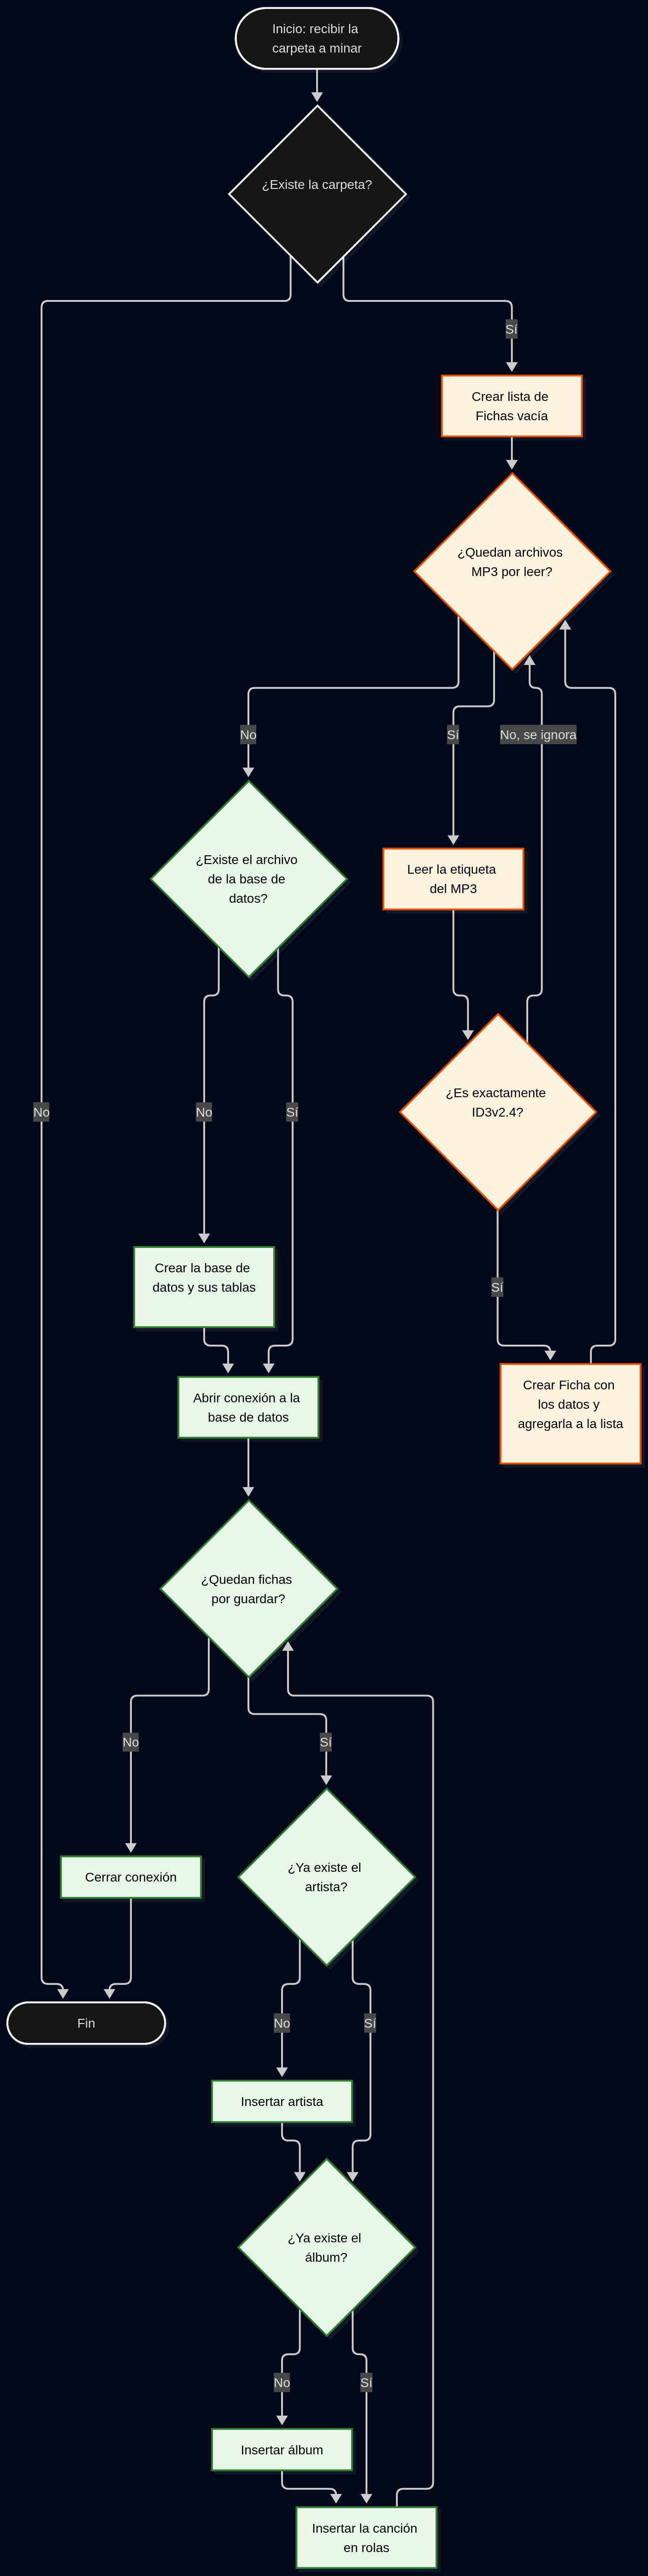 Inicio: recibir la
carpeta a minar
¿Existe la carpeta?
Sí
Crear lista de
Fichas vacía
¿Quedan archivos
MP3 por leer?
No
Sí
No, se ignora
¿Existe el archivo
de la base de
datos?
Leer la etiqueta
del MP3
¿Es exactamente
ID3v2.4?
No
No
Sí
Crear la base de
datos y sus tablas
Sí
Crear Ficha con
los datos y
agregarla a la lista
Abrir conexión a la
base de datos
¿Quedan fichas
por guardar?
No
Sí
Cerrar conexión
¿Ya existe el
artista?
Fin
No
Sí
Insertar artista
¿Ya existe el
álbum?
No
Sí
Insertar álbum
Insertar la canción
en rolas